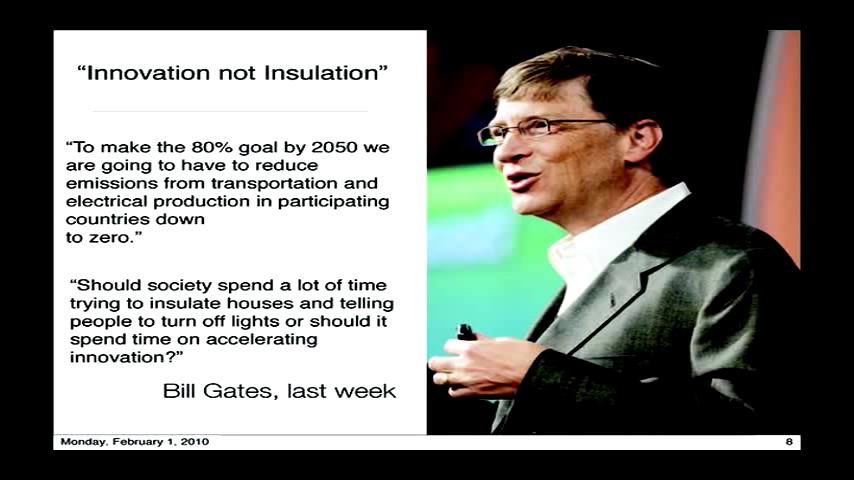 “Innovation not Insulation”
“To make the 80% goal by 2050 we
are going to have to reduce
emissions from transportation and
electrical production in participating
countries down
to zero.”
“Should society spend a lot of time
trying to insulate houses and telling
people to turn off lights or should it
spend time on accelerating
innovation?”
Bill Gates, last week
Monday, February 1, 2010
8